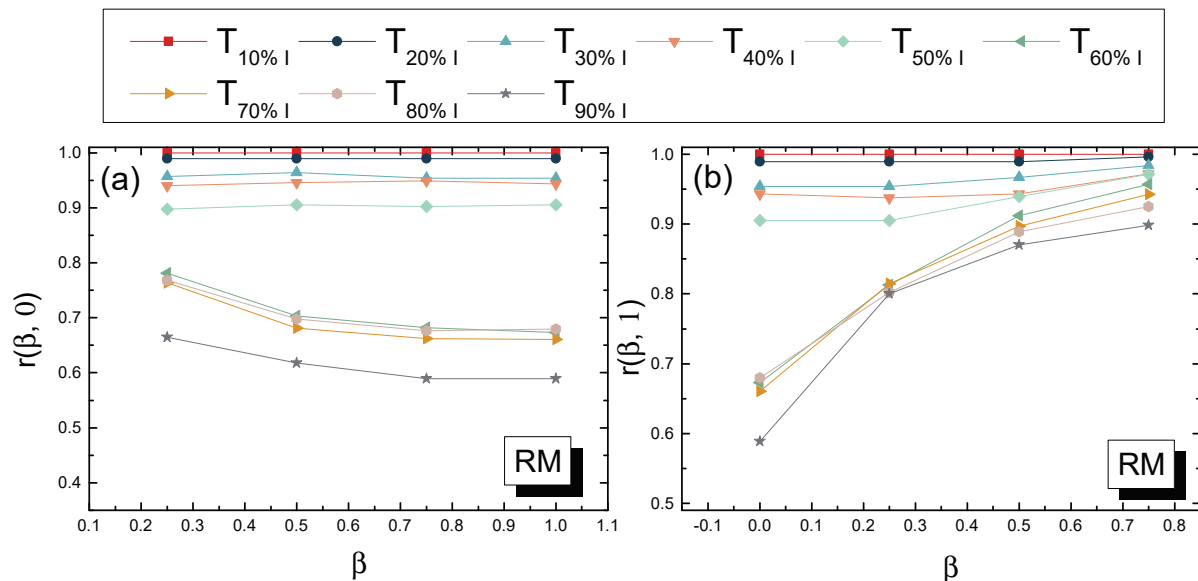 T10% I T20% I T30% I T40% I T50% I T60% I
T70% I T80% I T90% I
(a)
1.0
0.9
0.8
0.7
0.6
0.5
0.4
r(β, 0)
RM
0.1 0.2 0.3 0.4 0.5 0.6 0.7 0.8 0.9 1.0 1.1
β
(b)
1.0
0.9
0.8
0.7
0.6
0.5
r(β, 1)
RM
-0.1 0.0 0.1 0.2 0.3 0.4 0.5 0.6 0.7 0.8
β